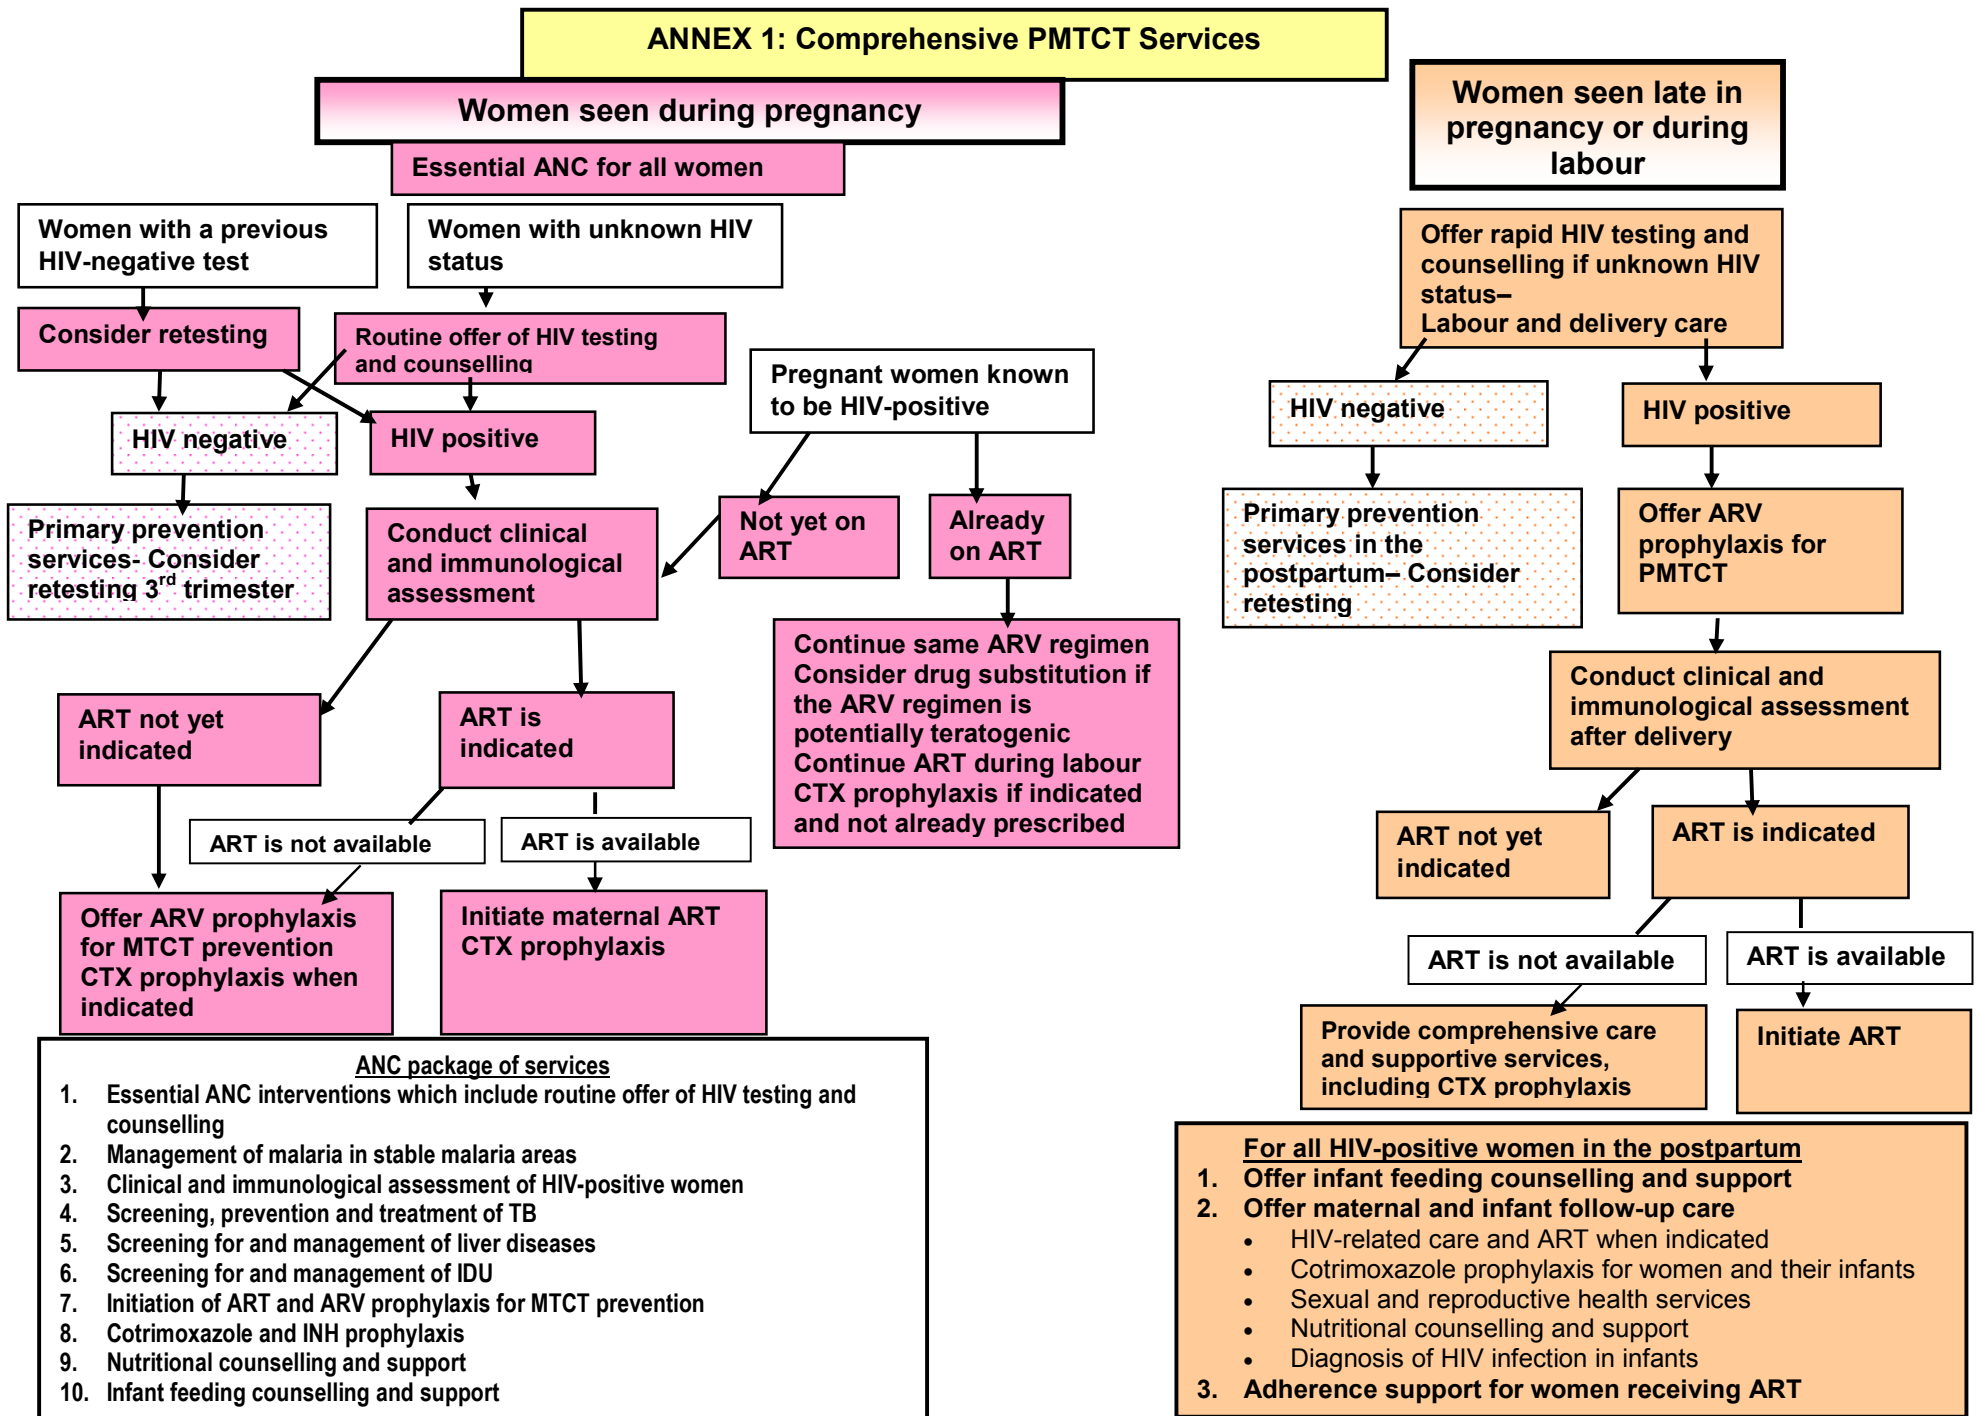 ANNEX 1: Comprehensive PMTCT Services
Women seen during pregnancy
Essential ANC for all women
Women with a previous
HIV-negative test
Women with unknown HIV
status
Consider retesting
Routine offer of HIV testing
and counselling
Pregnant women known
to be HIV-positive
HIV negative
HIV positive
Primary prevention
services- Consider
retesting 3rd trimester
Conduct clinical
and immunological
assessment
Not yet on
ART
Already
on ART
ART not yet
indicated
ART is
indicated
Continue same ARV regimen
Consider drug substitution if
the ARV regimen is
potentially teratogenic
Continue ART during labour
CTX prophylaxis if indicated
and not already prescribed
ART is not available
ART is available
Offer ARV prophylaxis
for MTCT prevention
CTX prophylaxis when
indicated
Initiate maternal ART
CTX prophylaxis
ANC package of services
1. Essential ANC interventions which include routine offer of HIV testing and
counselling
2. Management of malaria in stable malaria areas
3. Clinical and immunological assessment of HIV-positive women
4. Screening, prevention and treatment of TB
5. Screening for and management of liver diseases
6. Screening for and management of IDU
7. Initiation of ART and ARV prophylaxis for MTCT prevention
8. Cotrimoxazole and INH prophylaxis
9. Nutritional counselling and support
10. Infant feeding counselling and support
Women seen late in
pregnancy or during
labour
Offer rapid HIV testing and
counselling if unknown HIV
status–
Labour and delivery care
HIV negative
HIV positive
Primary prevention
services in the
postpartum– Consider
retesting
Offer ARV
prophylaxis for
PMTCT
Conduct clinical and
immunological assessment
after delivery
ART not yet
indicated
ART is indicated
ART is not available
ART is available
Provide comprehensive care
and supportive services,
including CTX prophylaxis
Initiate ART
For all HIV-positive women in the postpartum
1. Offer infant feeding counselling and support
2. Offer maternal and infant follow-up care
• HIV-related care and ART when indicated
• Cotrimoxazole prophylaxis for women and their infants
• Sexual and reproductive health services
• Nutritional counselling and support
• Diagnosis of HIV infection in infants
3. Adherence support for women receiving ART